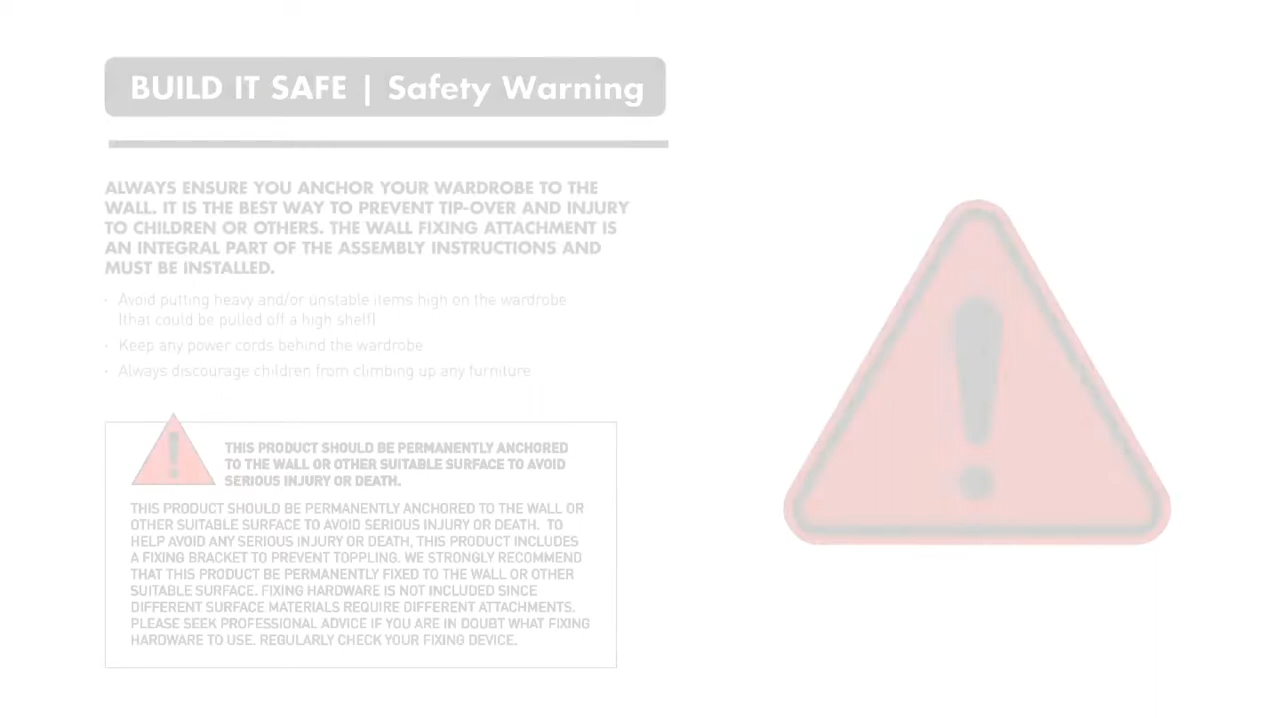 BUILD IT SAFE | Safety Warning
ALWAYS ENSURE YOU ANCHOR YOUR WARDROBE TO THE
WALL. IT IS THE BEST WAY TO PREVENT TIP-OVER AND INJURY
TO CHILDREN OR OTHERS. THE WALL FIXING ATTACHMENT IS
AN INTEGRAL PART OF THE ASSEMBLY INSTRUCTIONS AND
MUST BE INSTALLED.
· Avoid putting heavy and/or unstable items high on the wardrobe
(that could be pulled off a high shelf)
· Keep any power cords behind the wardrobe
· Always discourage children from climbing up any furniture
THIS PRODUCT SHOULD BE PERMANENTLY ANCHORED
TO THE WALL OR OTHER SUITABLE SURFACE TO AVOID
SERIOUS INJURY OR DEATH.
THIS PRODUCT SHOULD BE PERMANENTLY ANCHORED TO THE WALL OR
OTHER SUITABLE SURFACE TO AVOID SERIOUS INJURY OR DEATH. TO
HELP AVOID ANY SERIOUS INJURY OR DEATH, THIS PRODUCT INCLUDES
A FIXING BRACKET TO PREVENT TOPPLING. WE STRONGLY RECOMMEND
THAT THIS PRODUCT BE PERMANENTLY FIXED TO THE WALL OR OTHER
SUITABLE SURFACE. FIXING HARDWARE IS NOT INCLUDED SINCE
DIFFERENT SURFACE MATERIALS REQUIRE DIFFERENT ATTACHMENTS.
PLEASE SEEK PROFESSIONAL ADVICE IF YOU ARE IN DOUBT WHAT FIXING
HARDWARE TO USE. REGULARLY CHECK YOUR FIXING DEVICE.